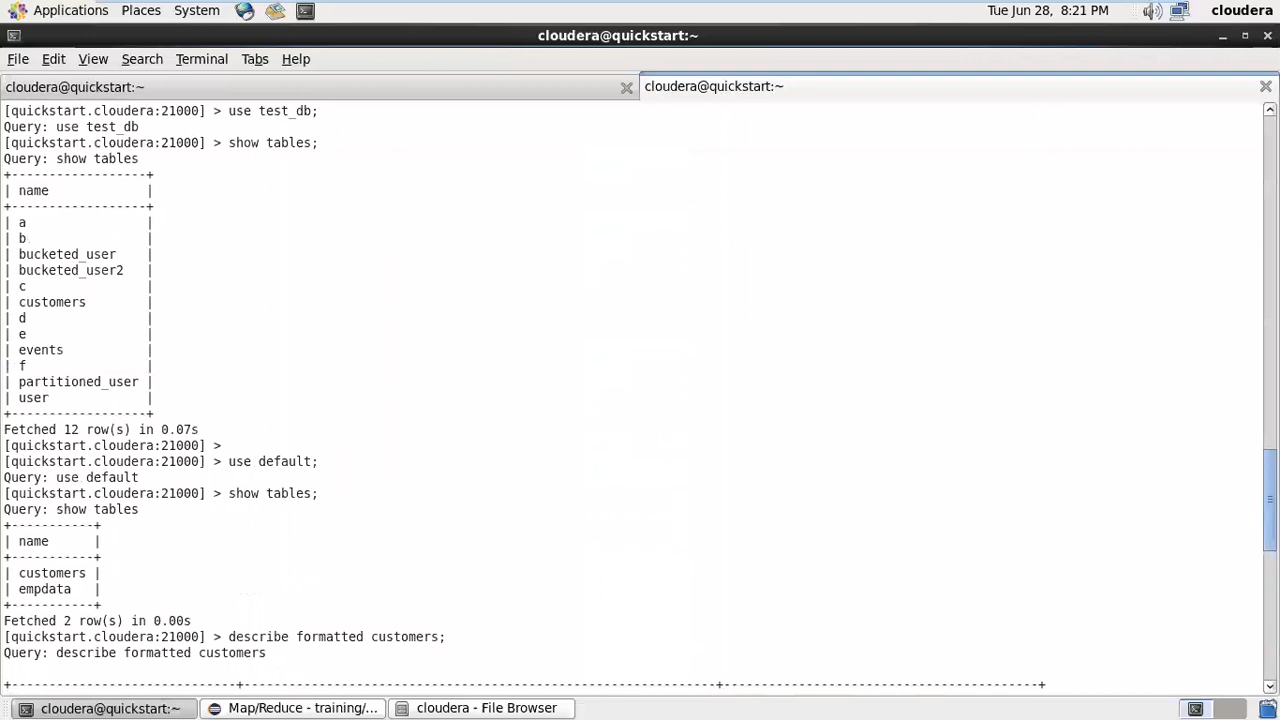 Applications Places System Tue Jun 28, 8:21 PM cloudera
cloudera@quickstart:~
File Edit View Search Terminal Tabs Help
cloudera@quickstart:~ cloudera@quickstart:~
[quickstart.cloudera:21000] > use test_db;
Query: use test_db
[quickstart.cloudera:21000] > show tables;
Query: show tables
+------------------+
| name             |
+------------------+
| a                |
| b                |
| bucketed_user    |
| bucketed_user2   |
| c                |
| customers        |
| d                |
| e                |
| events           |
| f                |
| partitioned_user |
| user             |
+------------------+
Fetched 12 row(s) in 0.07s
[quickstart.cloudera:21000] >
[quickstart.cloudera:21000] > use default;
Query: use default
[quickstart.cloudera:21000] > show tables;
Query: show tables
+-----------+
| name      |
+-----------+
| customers |
| empdata   |
+-----------+
Fetched 2 row(s) in 0.00s
[quickstart.cloudera:21000] > describe formatted customers;
Query: describe formatted customers
+------------------------------+---------------------------------------------------------------+------------------------------------------+
cloudera@quickstart:~ Map/Reduce - training/... cloudera - File Browser